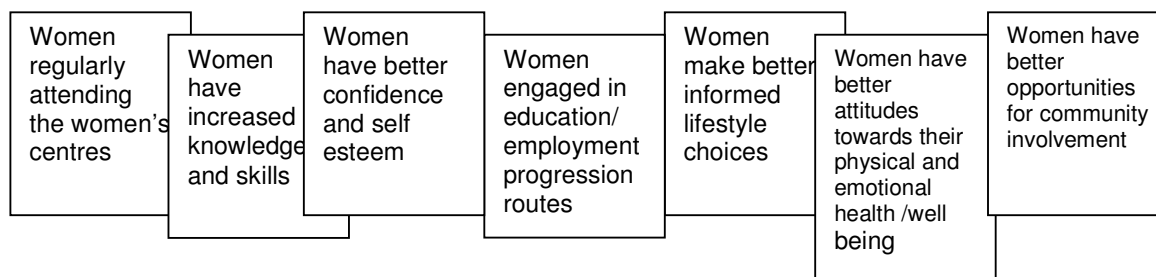 Women
regularly
attending
the women's
centres
Women
have
increased
knowledge
and skills
Women
have better
confidence
and self
esteem
Women
engaged in
education/
employment
progression
routes
Women
make better
informed
lifestyle
choices
Women have
better
attitudes
towards their
physical and
emotional
health /well
being
Women have
better
opportunities
for community
involvement